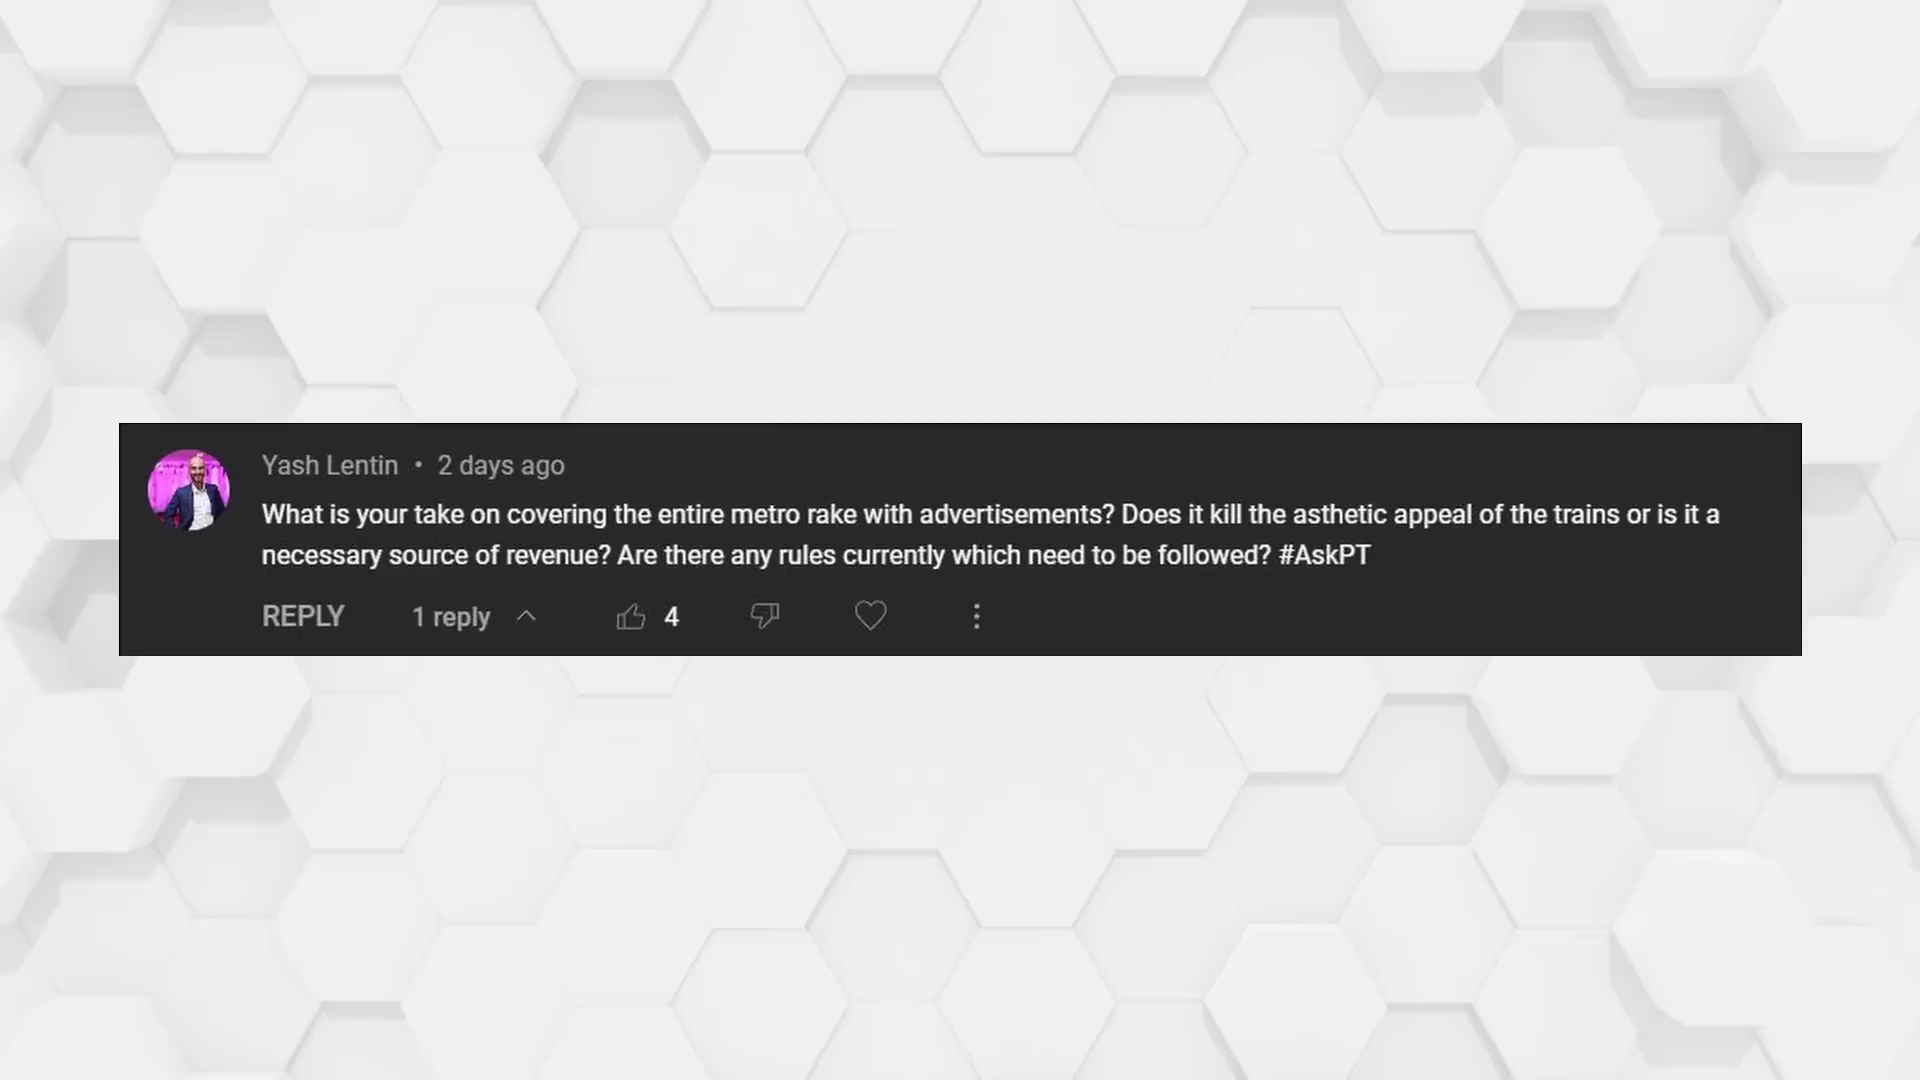 Yash Lentin • 2 days ago
What is your take on covering the entire metro rake with advertisements? Does it kill the asthetic appeal of the trains or is it a
necessary source of revenue? Are there any rules currently which need to be followed? #AskPT
REPLY 1 reply 4